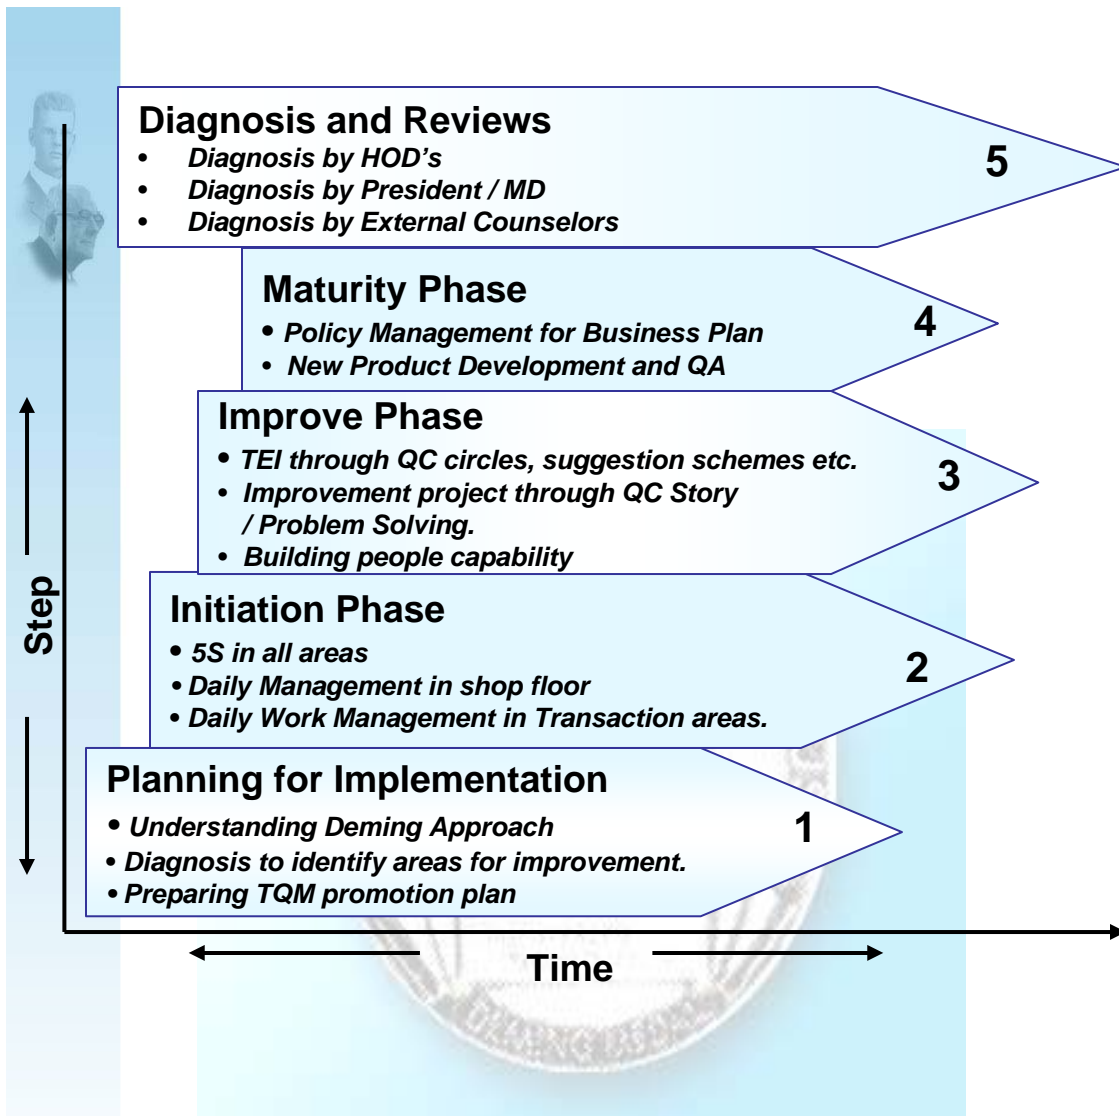 Diagnosis and Reviews
• Diagnosis by HOD's
• Diagnosis by President / MD
• Diagnosis by External Counselors
5
Maturity Phase
• Policy Management for Business Plan
• New Product Development and QA
4
Improve Phase
• TEI through QC circles, suggestion schemes etc.
• Improvement project through QC Story
/ Problem Solving.
• Building people capability
3
Initiation Phase
• 5S in all areas
• Daily Management in shop floor
• Daily Work Management in Transaction areas.
2
Planning for Implementation
• Understanding Deming Approach
• Diagnosis to identify areas for improvement.
• Preparing TQM promotion plan
1
Step
Time